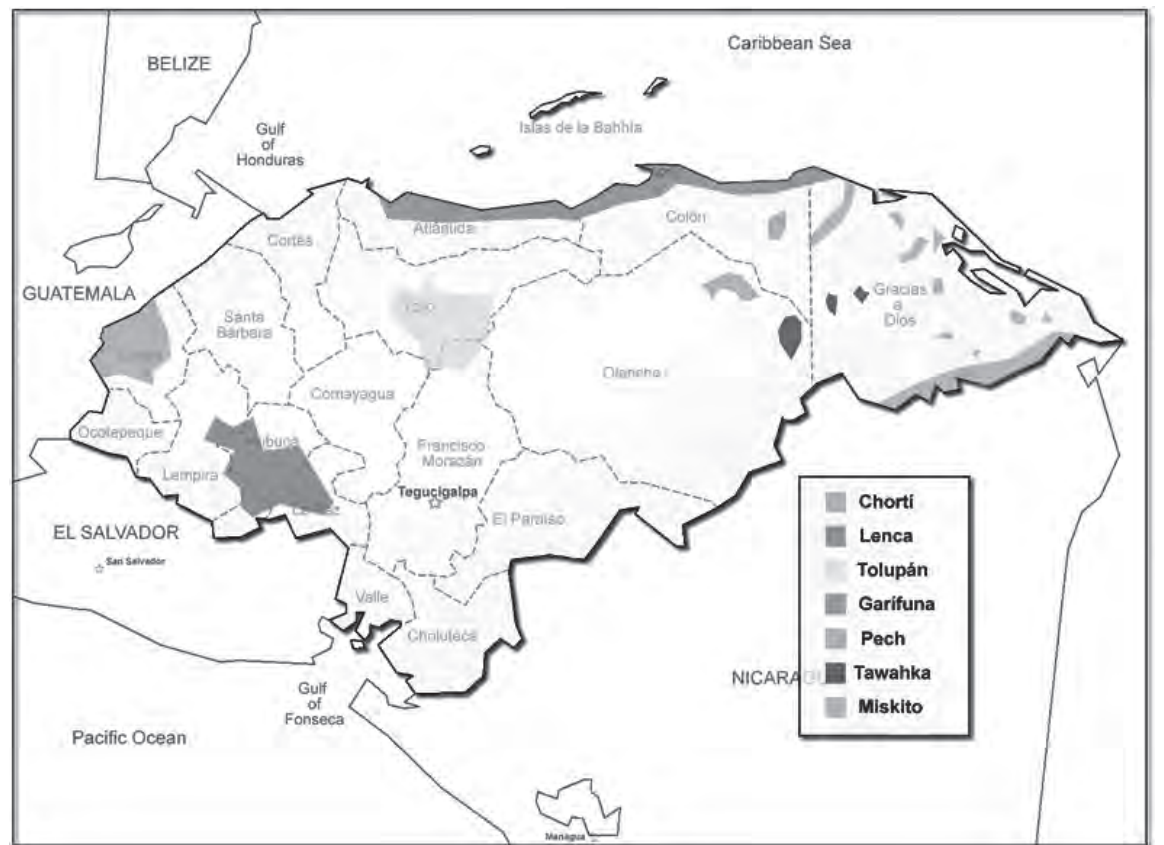 Caribbean Sea
BELIZE
Gulf
of
Honduras
Islas de la Bahhía
Colón
Atlántida
Cortés
GUATEMALA
Gracias
a
Dios
Santa
Bárbara
Olancho
Comayagua
Ocotepeque
Francisco
Morazán
Lempira
Tegucigalpa
El Paraíso
EL SALVADOR
San Salvador
Valle
Choluteca
Gulf
of
Fonseca
Pacific Ocean
Managua
Chortí
Lenca
Tolupán
Garífuna
Pech
Tawahka
Miskito